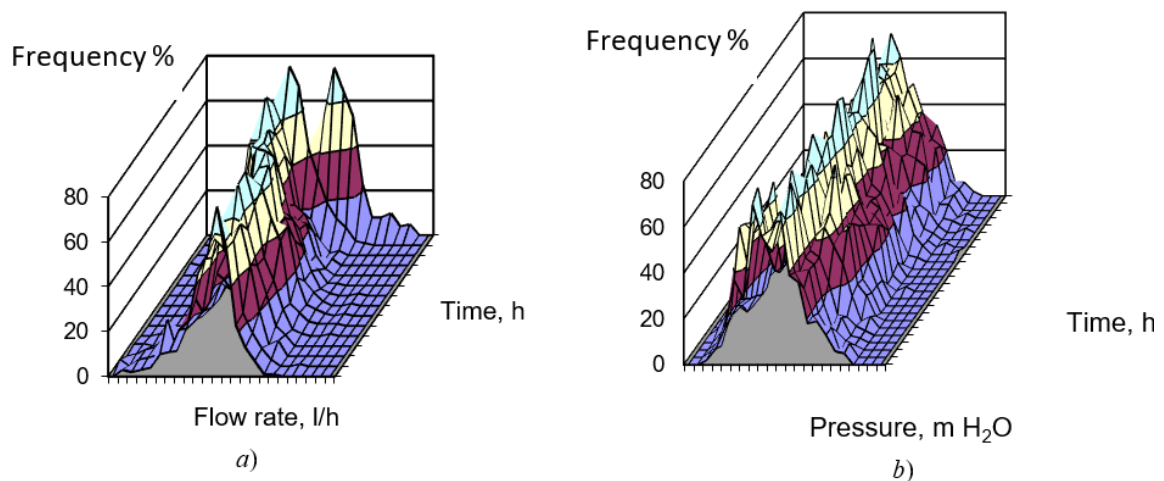 Frequency %
80
60
40
20
0
Time, h
Flow rate, l/h
a)
Frequency %
80
60
40
20
0
Time, h
Pressure, m H₂O
b)